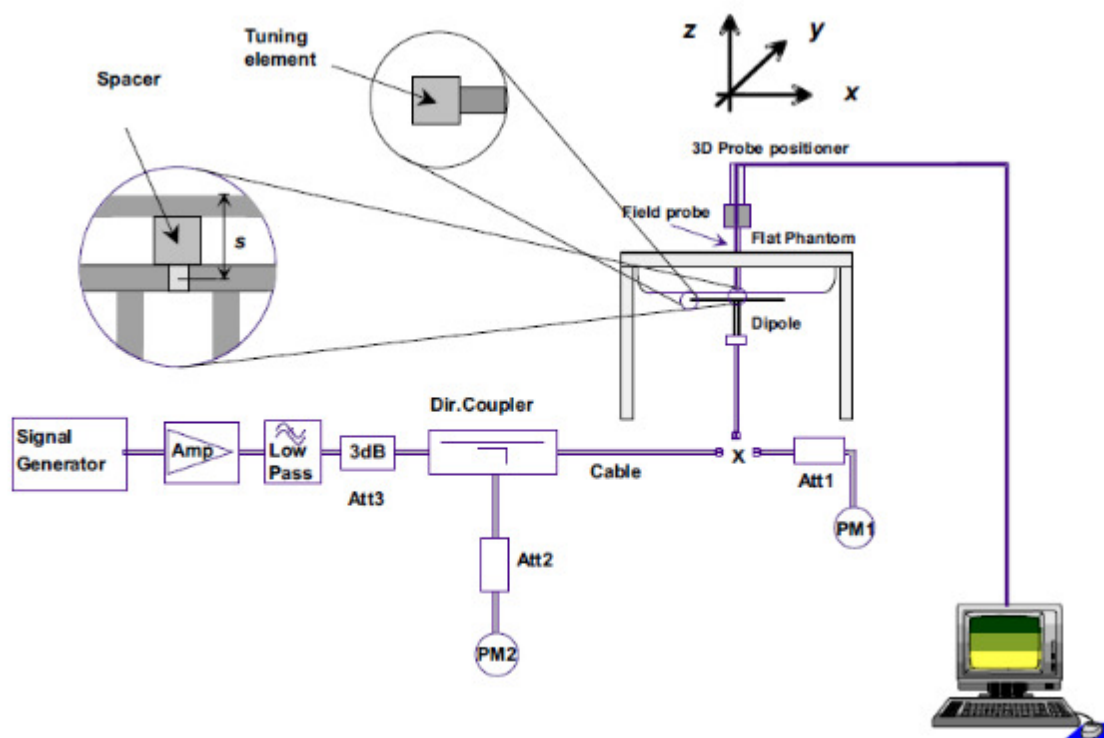 Tuning
element
Spacer
z
y
x
3D Probe positioner
Field probe
Flat Phantom
s
Dipole
Dir.Coupler
Signal
Generator
Amp
Low
Pass
3dB
Att3
Cable
x
Att1
PM1
Att2
PM2